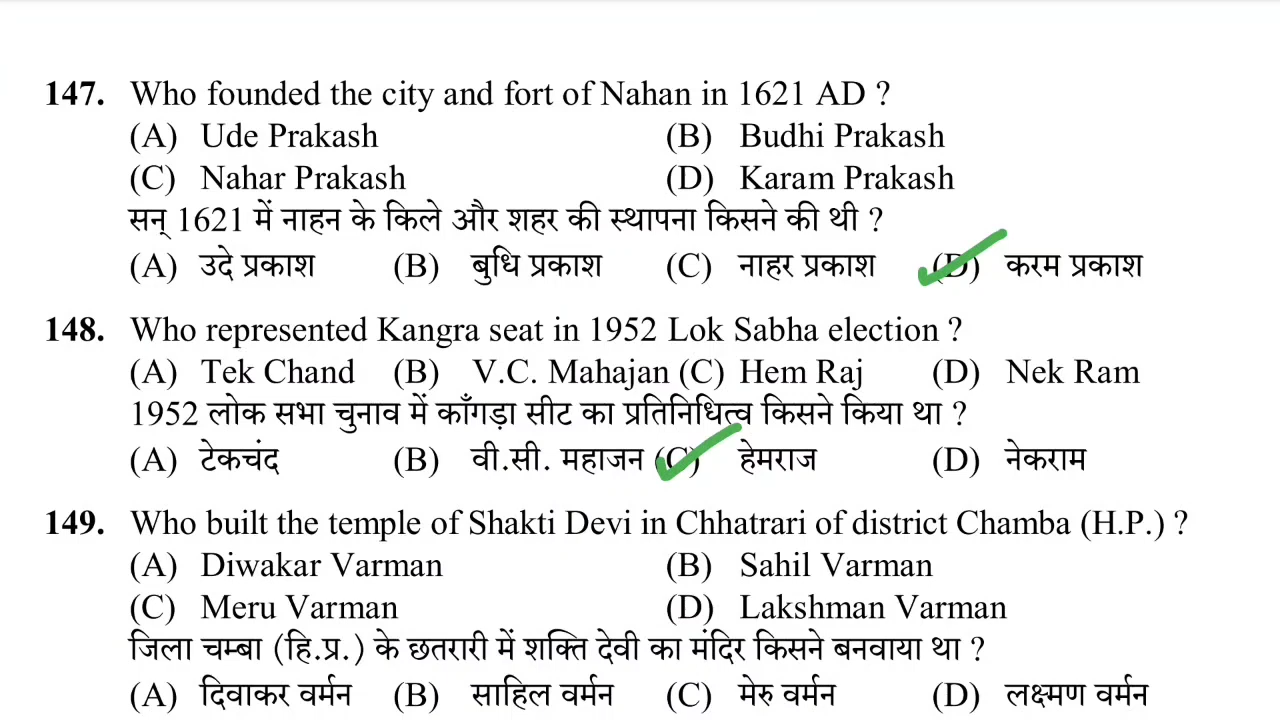 147. Who founded the city and fort of Nahan in 1621 AD ?
(A) Ude Prakash (B) Budhi Prakash
(C) Nahar Prakash (D) Karam Prakash
सन् 1621 में नाहन के किले और शहर की स्थापना किसने की थी ?
(A) उदे प्रकाश (B) बुधि प्रकाश (C) नाहर प्रकाश (D) करम प्रकाश
148. Who represented Kangra seat in 1952 Lok Sabha election ?
(A) Tek Chand (B) V.C. Mahajan (C) Hem Raj (D) Nek Ram
1952 लोक सभा चुनाव में काँगड़ा सीट का प्रतिनिधित्व किसने किया था ?
(A) टेकचंद (B) वी.सी. महाजन (C) हेमराज (D) नेकराम
149. Who built the temple of Shakti Devi in Chhatrari of district Chamba (H.P.) ?
(A) Diwakar Varman (B) Sahil Varman
(C) Meru Varman (D) Lakshman Varman
जिला चम्बा (हि.प्र.) के छतरारी में शक्ति देवी का मंदिर किसने बनवाया था ?
(A) दिवाकर वर्मन (B) साहिल वर्मन (C) मेरु वर्मन (D) लक्ष्मण वर्मन